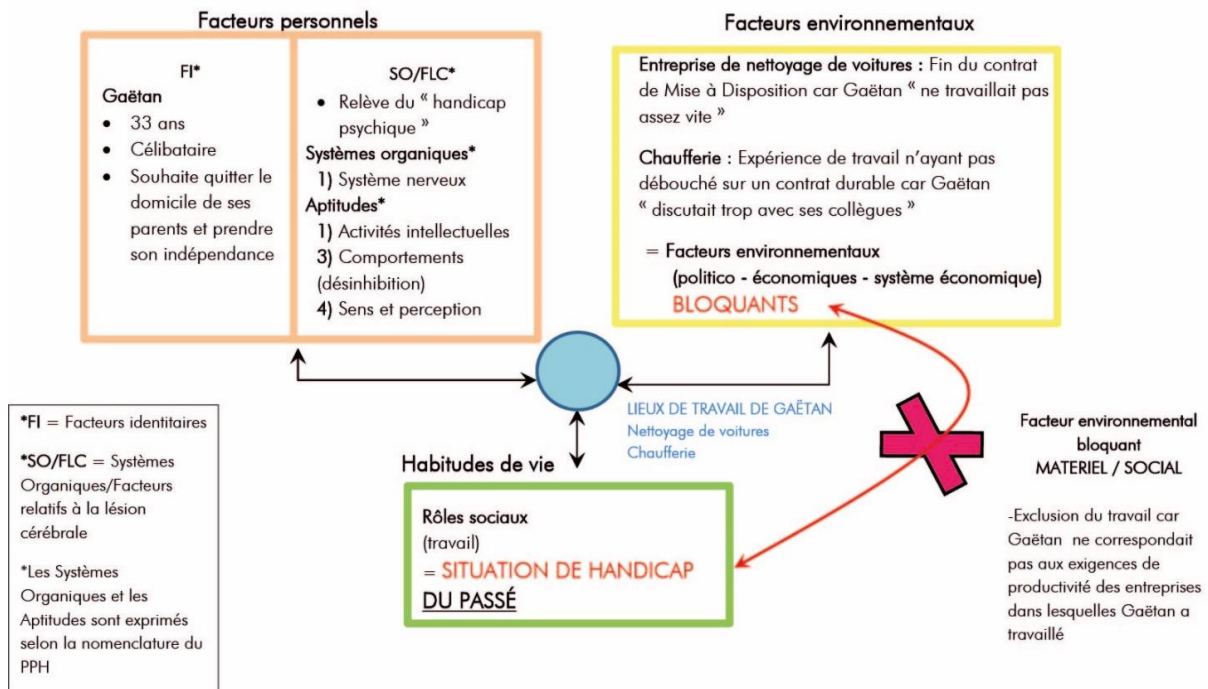 Facteurs personnels
FI*
Gaëtan
• 33 ans
• Célibataire
• Souhaite quitter le
domicile de ses
parents et prendre
son indépendance
SO/FLC*
• Relève du « handicap
psychique »
Systèmes organiques*
1) Système nerveux
Aptitudes*
1) Activités intellectuelles
3) Comportements
(désinhibition)
4) Sens et perception
Facteurs environnementaux
Entreprise de nettoyage de voitures : Fin du contrat
de Mise à Disposition car Gaëtan « ne travaillait pas
assez vite »
Chaufferie : Expérience de travail n'ayant pas
débouché sur un contrat durable car Gaëtan
« discutait trop avec ses collègues »
= Facteurs environnementaux
(politico - économiques - système économique)
BLOQUANTS
LIEUX DE TRAVAIL DE GAËTAN
Nettoyage de voitures
Chaufferie
Habitudes de vie
Rôles sociaux
(travail)
= SITUATION DE HANDICAP
DU PASSÉ
*FI = Facteurs identitaires
*SO/FLC = Systèmes
Organiques/Facteurs
relatifs à la lésion
cérébrale
*Les Systèmes
Organiques et les
Aptitudes sont exprimés
selon la nomenclature du
PPH
Facteur environnemental
bloquant
MATERIEL / SOCIAL
-Exclusion du travail car
Gaëtan ne correspondait
pas aux exigences de
productivité des entreprises
dans lesquelles Gaëtan a
travaillé